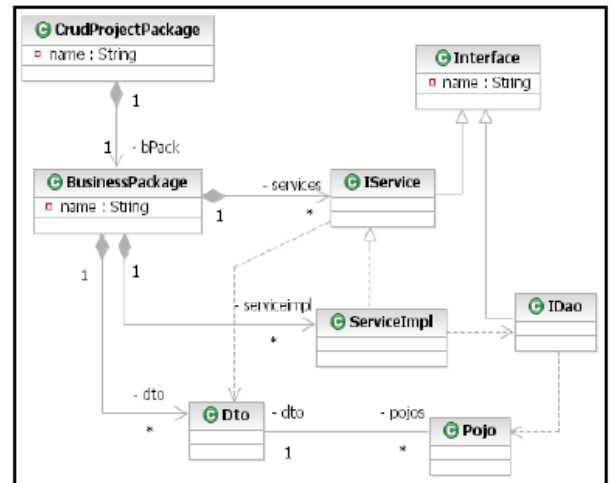 CrudProjectPackage
name : String
Interface
name : String
1
1
- bPack
BusinessPackage
name : String
1
- services
*
IService
1
1
- serviceimpl
*
ServiceImpl
IDao
- dto
*
Dto
- dto
1
- pojos
*
Pojo